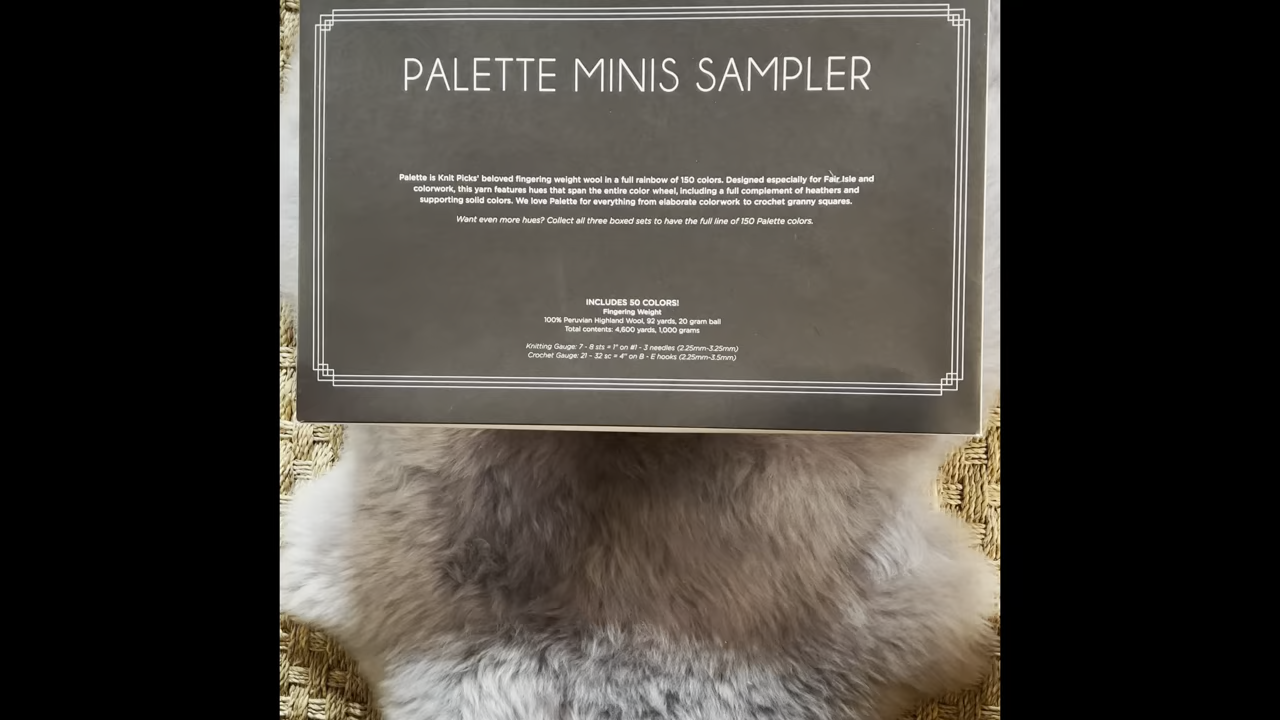 PALETTE MINIS SAMPLER
Palette is Knit Picks' beloved fingering weight wool in a full rainbow of 150 colors. Designed especially for Fair Isle and
colorwork, this yarn features hues that span the entire color wheel, including a full complement of heathers and
supporting solid colors. We love Palette for everything from elaborate colorwork to crochet granny squares.
Want even more hues? Collect all three boxed sets to have the full line of 150 Palette colors.
INCLUDES 50 COLORS!
Fingering Weight
100% Peruvian Highland Wool, 92 yards, 20 gram ball
Total contents: 4,600 yards, 1,000 grams
Knitting Gauge: 7 - 8 sts = 1" on #1 - 3 needles (2.25mm-3.25mm)
Crochet Gauge: 21 - 32 sc = 4" on B - E hooks (2.25mm-3.5mm)